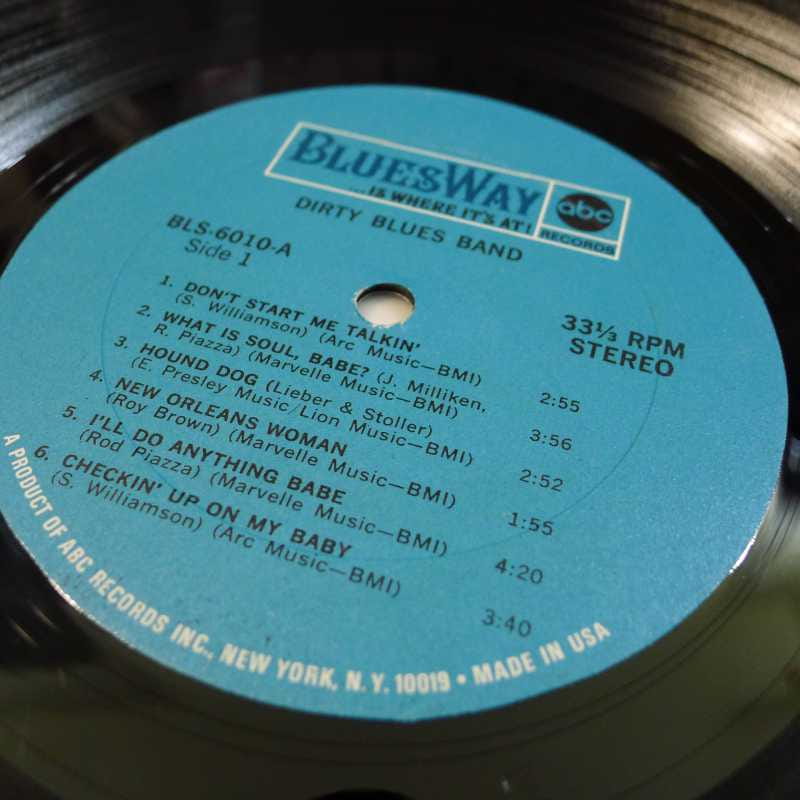 BLUESWAY
...IS WHERE IT'S AT!
abc
RECORDS
DIRTY BLUES BAND
BLS-6010-A
Side 1
33⅓ RPM
STEREO
1. DON'T START ME TALKIN'
(S. Williamson) (Arc Music—BMI) 2:55
2. WHAT IS SOUL, BABE? (J. Milliken,
R. Piazza) (Marvelle Music—BMI) 3:56
3. HOUND DOG (Lieber & Stoller)
(E. Presley Music/Lion Music—BMI) 2:52
4. NEW ORLEANS WOMAN
(Roy Brown) (Marvelle Music—BMI) 1:55
5. I'LL DO ANYTHING BABE
(Rod Piazza) (Marvelle Music—BMI) 4:20
6. CHECKIN' UP ON MY BABY
(S. Williamson) (Arc Music—BMI) 3:40
A PRODUCT OF ABC RECORDS INC., NEW YORK, N.Y. 10019 • MADE IN USA